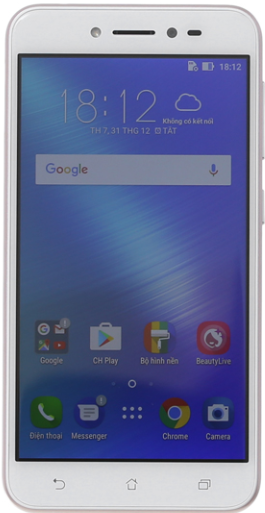 18:12
18:12
Không có kết nối
TH 7, 31 THG 12 TẮT
Google
Google CH Play Bộ hình nền BeautyLive
Điện thoại Messenger Chrome Camera